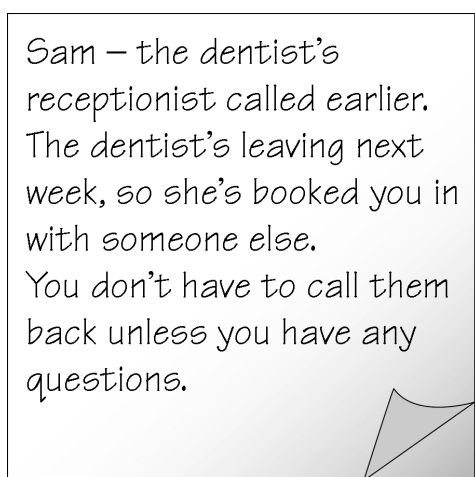 Sam – the dentist's
receptionist called earlier.
The dentist's leaving next
week, so she's booked you in
with someone else.
You don't have to call them
back unless you have any
questions.